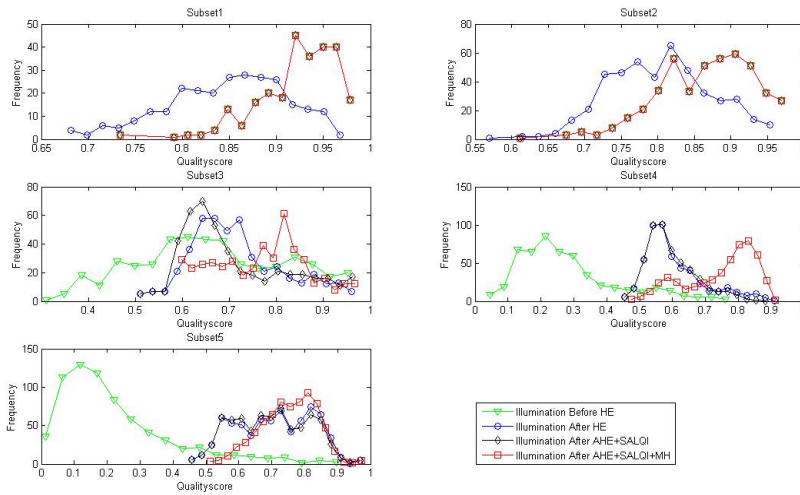 Subset1
50
40
30
20
10
0
Frequency
0.65 0.7 0.75 0.8 0.85 0.9 0.95 1
Qualityscore
Subset2
80
60
40
20
0
Frequency
0.55 0.6 0.65 0.7 0.75 0.8 0.85 0.9 0.95
Qualityscore
Subset3
80
60
40
20
0
Frequency
0.4 0.5 0.6 0.7 0.8 0.9 1
Qualityscore
Subset4
150
100
50
0
Frequency
0 0.1 0.2 0.3 0.4 0.5 0.6 0.7 0.8 0.9 1
Qualityscore
Subset5
150
100
50
0
Frequency
0 0.1 0.2 0.3 0.4 0.5 0.6 0.7 0.8 0.9 1
Qualityscore
Illumination Before HE
Illumination After HE
Illumination After AHE+SALQI
Illumination After AHE+SALQI+MH